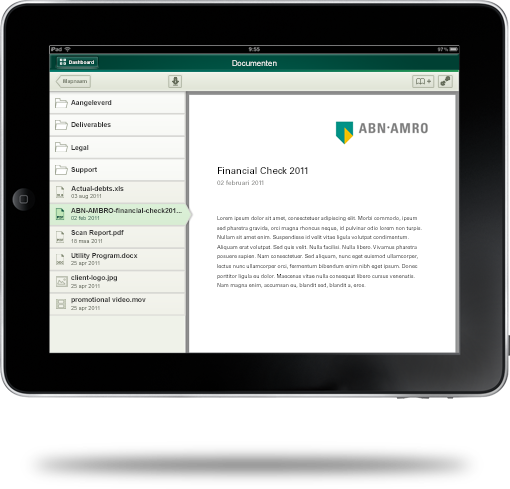 iPad
9:55
97%
Dashboard
Documenten
Mapnaam
Aangeleverd
Deliverables
Legal
Support
Actual-debts.xls
03 aug 2011
ABN-AMBRO-financial-check201...
02 feb 2011
Scan Report.pdf
18 mea 2011
Utility Program.docx
25 apr 2011
client-logo.jpg
25 apr 2011
promotional video.mov
25 apr 2011
ABN·AMRO
Financial Check 2011
02 februari 2011
Lorem ipsum dolor sit amet, consectetuer adipiscing elit. Morbi commode, ipsum
sed pharetra gravida, orci magna rhoncus neque, id pulvinar odio lorem non turpis.
Nullam sit amet enim. Suspendisse id velit vitae ligula volutpat condimentum.
Aliquam erat volutpat. Sed quis velit. Nulla facilisi. Nulla libero. Vivamus pharetra
posuere sapien. Nam consectetuer. Sed aliquam, nunc eget euismod ullamcorper,
lectus nunc ullamcorper orci, fermentum bibendum enim nibh eget ipsum. Donec
porttitor ligula eu dolor. Maecenas vitae nulla consequat libero cursus venenatis.
Nam magna enim, accumsan eu, blandit sed, blandit a, eros.